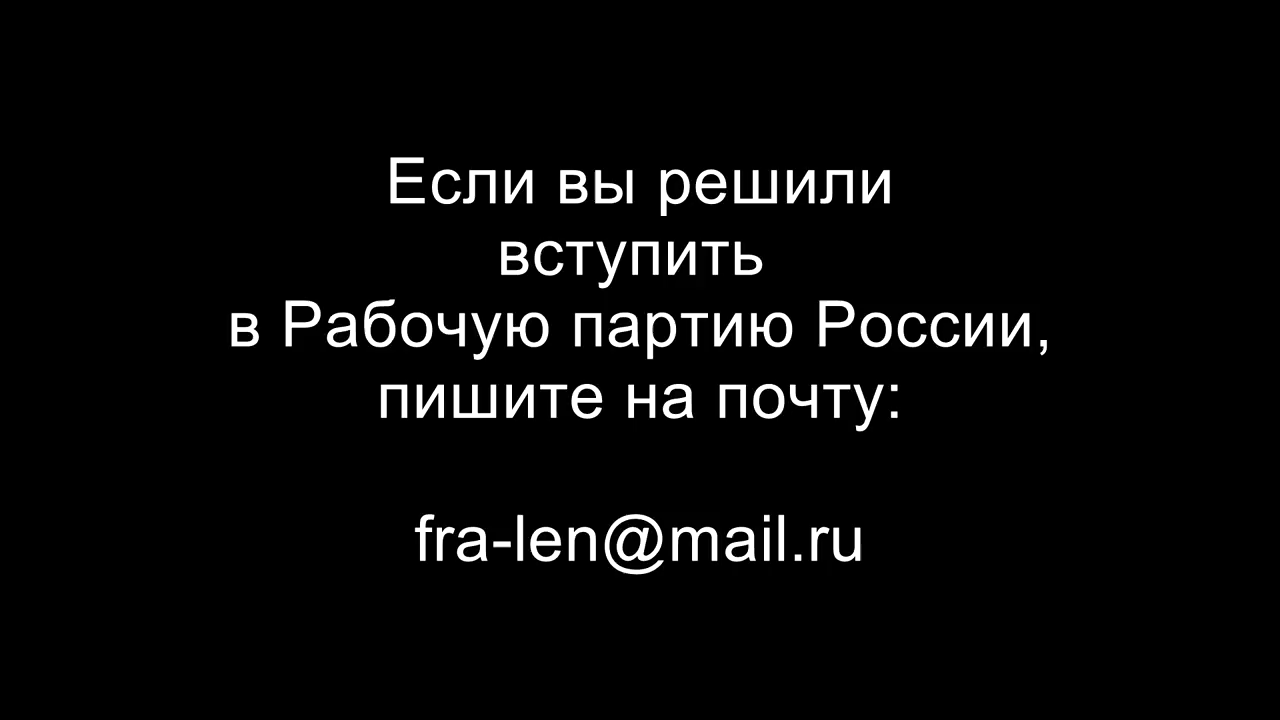 Если вы решили
вступить
в Рабочую партию России,
пишите на почту:
fra-len@mail.ru